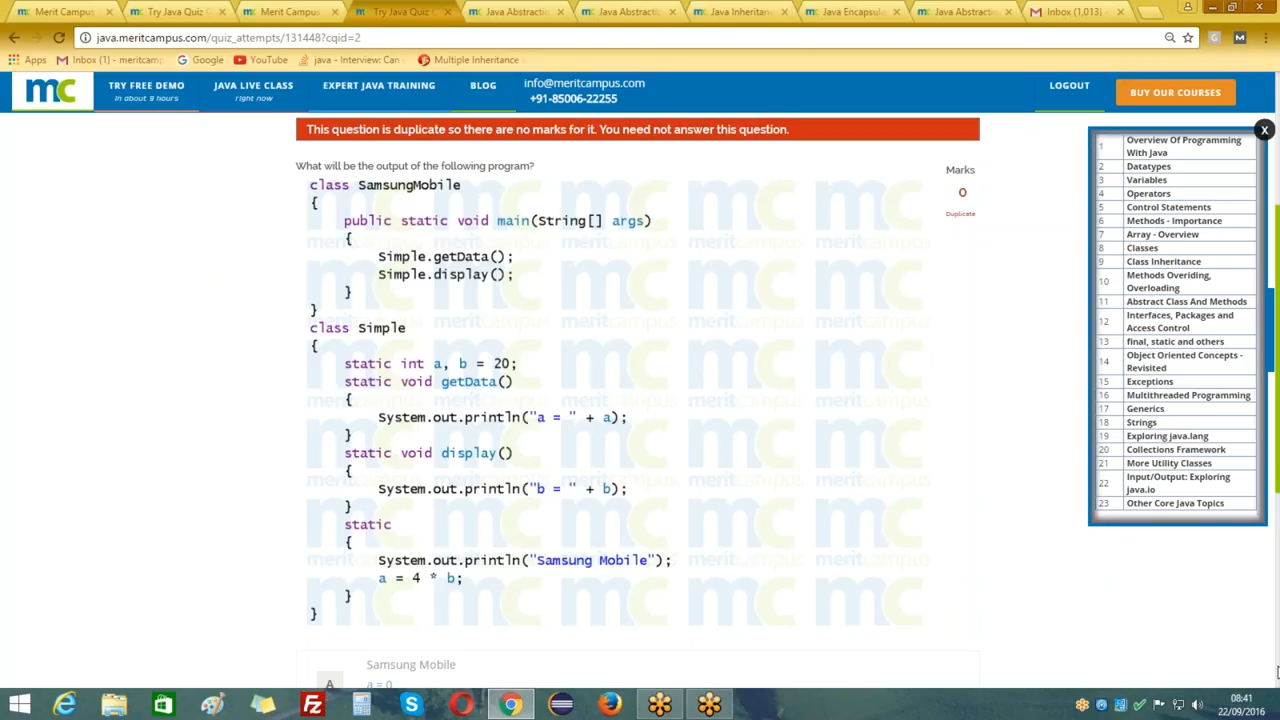 Merit Campus
Try Java Quiz
Merit Campus
Try Java Quiz
Java Abstraction
Java Abstractio
Java Inheritanc
Java Encapsula
Java Abstractio
Inbox (1,013)
java.meritcampus.com/quiz_attempts/131448?cqid=2
Apps
Inbox (1) - meritcamp
Google
YouTube
java - Inheritance: Can
Multiple Inheritance
mc
TRY FREE DEMO
in about 9 hours
JAVA LIVE CLASS
right now
EXPERT JAVA TRAINING
BLOG
info@meritcampus.com
+91-85006-22255
LOGOUT
BUY OUR COURSES
This question is duplicate so there are no marks for it. You need not answer this question.
What will be the output of the following program?
Marks
0
Duplicate
class SamsungMobile
{
public static void main(String[] args)
{
Simple.getData();
Simple.display();
}
}
class Simple
{
static int a, b = 20;
static void getData()
{
System.out.println("a = " + a);
}
static void display()
{
System.out.println("b = " + b);
}
static
{
System.out.println("Samsung Mobile");
a = 4 * b;
}
}
A
Samsung Mobile
a = 0
X
1 Overview Of Programming
With Java
2 Datatypes
3 Variables
4 Operators
5 Control Statements
6 Methods - Importance
7 Array - Overview
8 Classes
9 Class Inheritance
10 Methods Overiding,
Overloading
11 Abstract Class And Methods
12 Interfaces, Packages and
Access Control
13 final, static and others
14 Object Oriented Concepts -
Revisited
15 Exceptions
16 Multithreaded Programming
17 Generics
18 Strings
19 Exploring java.lang
20 Collections Framework
21 More Utility Classes
22 Input/Output: Exploring
java.io
23 Other Core Java Topics
08:41
22/09/2016